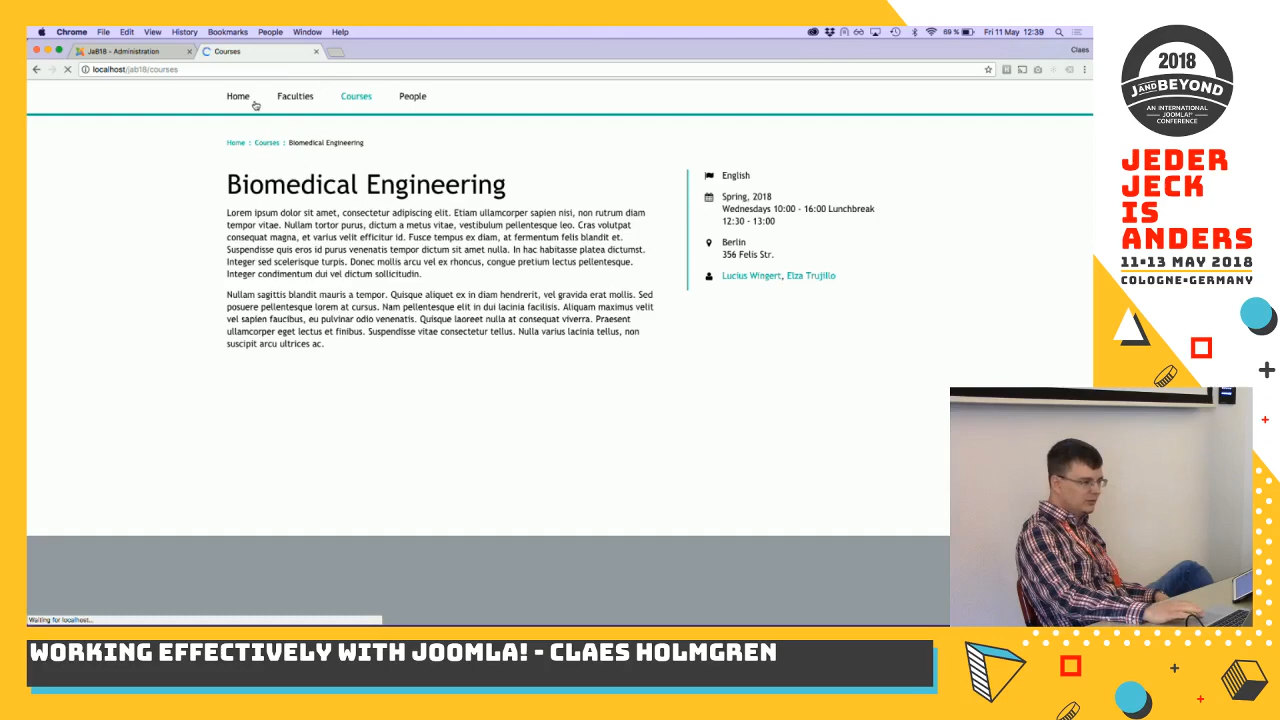 Chrome File Edit View History Bookmarks People Window Help
69 % Fri 11 May 12:39
JaB18 - Administration
Courses
Claes
localhost/jab18/courses
Home Faculties Courses People
Home : Courses : Biomedical Engineering
Biomedical Engineering
Lorem ipsum dolor sit amet, consectetur adipiscing elit. Etiam ullamcorper sapien nisi, non rutrum diam
tempor vitae. Nullam tortor purus, dictum a metus vitae, vestibulum pellentesque leo. Cras volutpat
consequat magna, et varius velit efficitur id. Fusce tempus ex diam, at fermentum felis blandit et.
Suspendisse quis eros id purus venenatis tempor dictum sit amet nulla. In hac habitasse platea dictumst.
Integer sed scelerisque turpis. Donec mollis arcu vel ex rhoncus, congue pretium lectus pellentesque.
Integer condimentum dui vel dictum sollicitudin.
Nullam sagittis blandit mauris a tempor. Quisque aliquet ex in diam hendrerit, vel gravida erat mollis. Sed
posuere pellentesque lorem at cursus. Nam pellentesque elit in dui lacinia facilisis. Aliquam maximus velit
vel sapien faucibus, eu pulvinar odio venenatis. Quisque laoreet nulla at consequat viverra. Praesent
ullamcorper eget lectus et finibus. Suspendisse vitae consectetur tellus. Nulla varius lacinia tellus, non
suscipit arcu ultrices ac.
English
Spring, 2018
Wednesdays 10:00 - 16:00 Lunchbreak
12:30 - 13:00
Berlin
356 Felis Str.
Lucius Wingert, Elza Trujillo
Waiting for localhost...
2018
J AND BEYOND
AN INTERNATIONAL
JOOMLA!
CONFERENCE
JEDER
JECK
IS
ANDERS
11•13 MAY 2018
COLOGNE•GERMANY
WORKING EFFECTIVELY WITH JOOMLA! - CLAES HOLMGREN